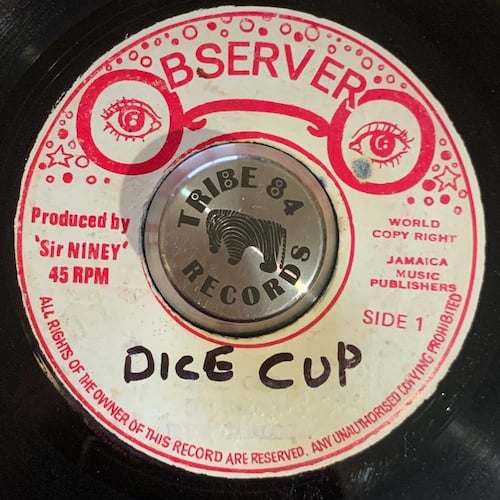 OBSERVER
Produced by
'Sir NINEY'
45 RPM
TRIBE 84
RECORDS
WORLD
COPY RIGHT
JAMAICA
MUSIC
PUBLISHERS
SIDE 1
DICE CUP
ALL RIGHTS OF THE OWNER OF THIS RECORD ARE RESERVED. ANY UNAUTHORISED COPYING PROHIBITED